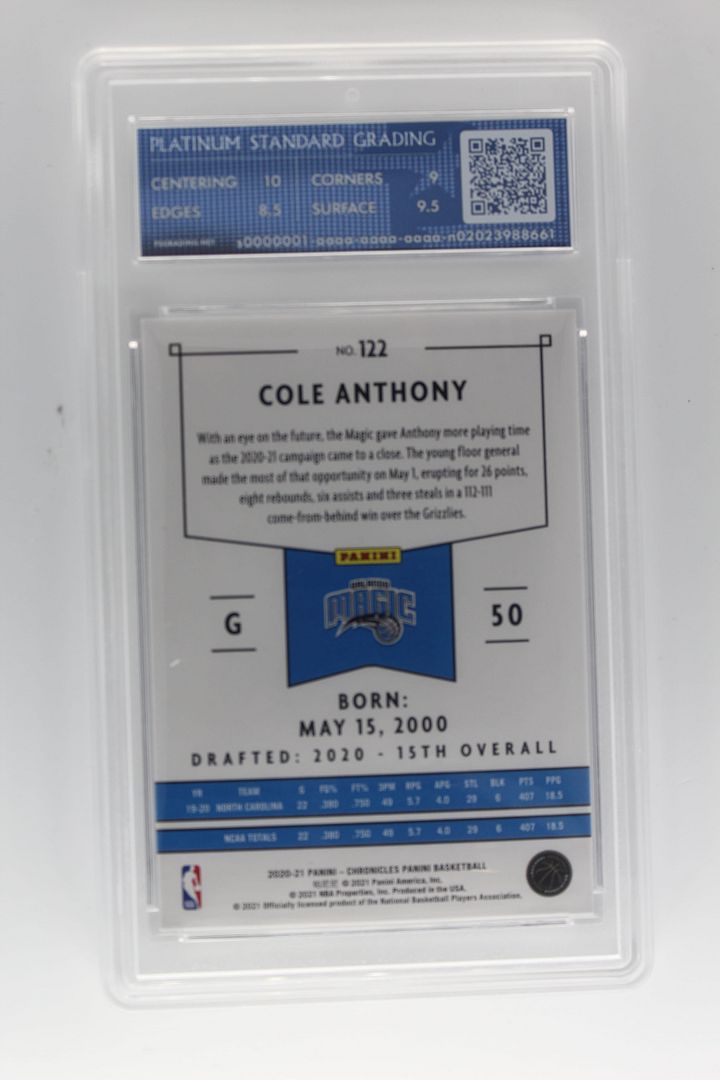 PLATINUM STANDARD GRADING
CENTERING 10 CORNERS 9
EDGES 8.5 SURFACE 9.5
PSGRADING.NET s0000001-aaaa-aaaa-aaaa-n02023988661
NO. 122
COLE ANTHONY
With an eye on the future, the Magic gave Anthony more playing time
as the 2020-21 campaign came to a close. The young floor general
made the most of that opportunity on May 1, erupting for 26 points,
eight rebounds, six assists and three steals in a 112-111
come-from-behind win over the Grizzlies.
PANINI
MAGIC
G
50
BORN:
MAY 15, 2000
DRAFTED: 2020 - 15TH OVERALL
YR TEAM G FG% FT% 3PM RPG APG STL BLK PTS PPG
19-20 NORTH CAROLINA 22 .380 .750 49 5.7 4.0 29 6 407 18.5
NCAA TOTALS 22 .380 .750 49 5.7 4.0 29 6 407 18.5
2020-21 PANINI – CHRONICLES PANINI BASKETBALL
© 2021 Panini America, Inc.
© 2021 NBA Properties, Inc. Produced in the USA.
© 2021 Officially licensed product of the National Basketball Players Association.